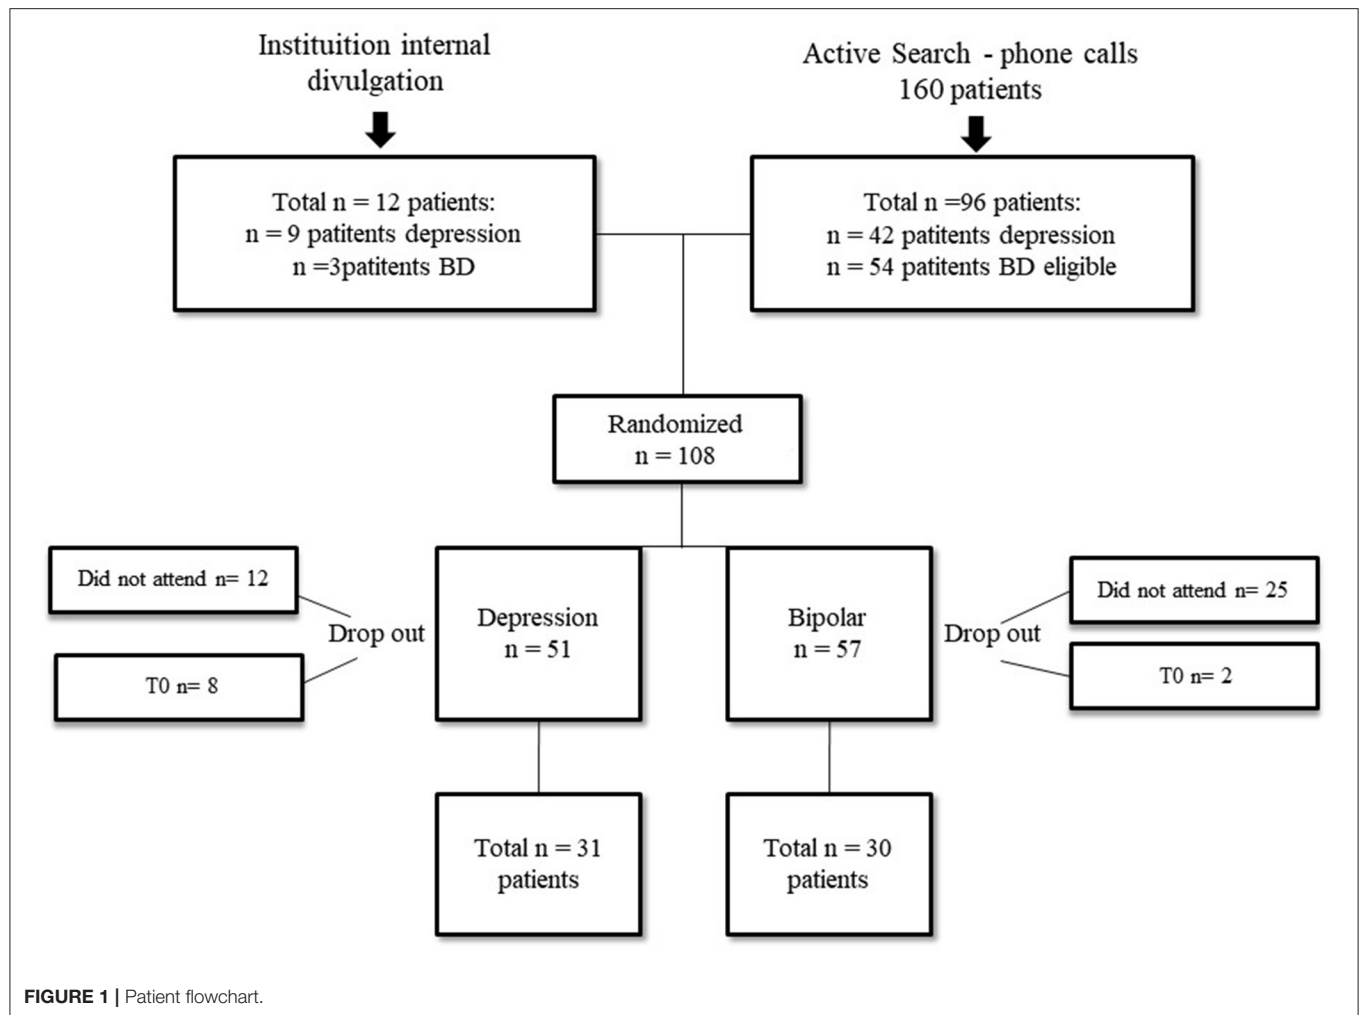 Instituition internal
divulgation
Active Search - phone calls
160 patients
Total n = 12 patients:
n = 9 patitents depression
n =3patitents BD
Total n =96 patients:
n = 42 patitents depression
n = 54 patitents BD eligible
Randomized
n = 108
Did not attend n= 12
Drop out
T0 n= 8
Depression
n = 51
Bipolar
n = 57
Did not attend n= 25
Drop out
T0 n= 2
Total n = 31
patients
Total n = 30
patients
FIGURE 1 | Patient flowchart.